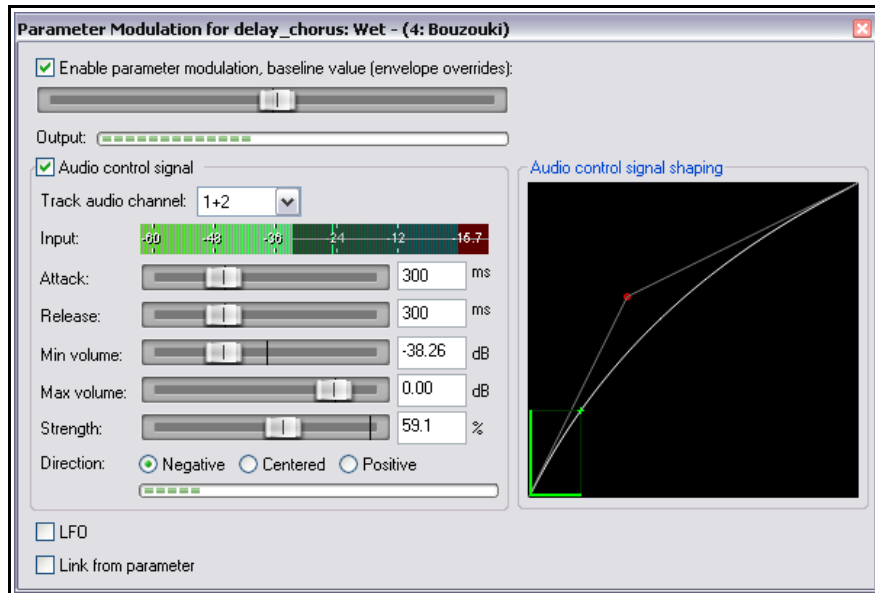 Parameter Modulation for delay_chorus: Wet - (4: Bouzouki)
Enable parameter modulation, baseline value (envelope overrides):
Output:
Audio control signal
Audio control signal shaping
Track audio channel: 1+2
Input: -60 -48 -36 -24 -12 -15.7
Attack: 300 ms
Release: 300 ms
Min volume: -38.26 dB
Max volume: 0.00 dB
Strength: 59.1 %
Direction: Negative Centered Positive
LFO
Link from parameter